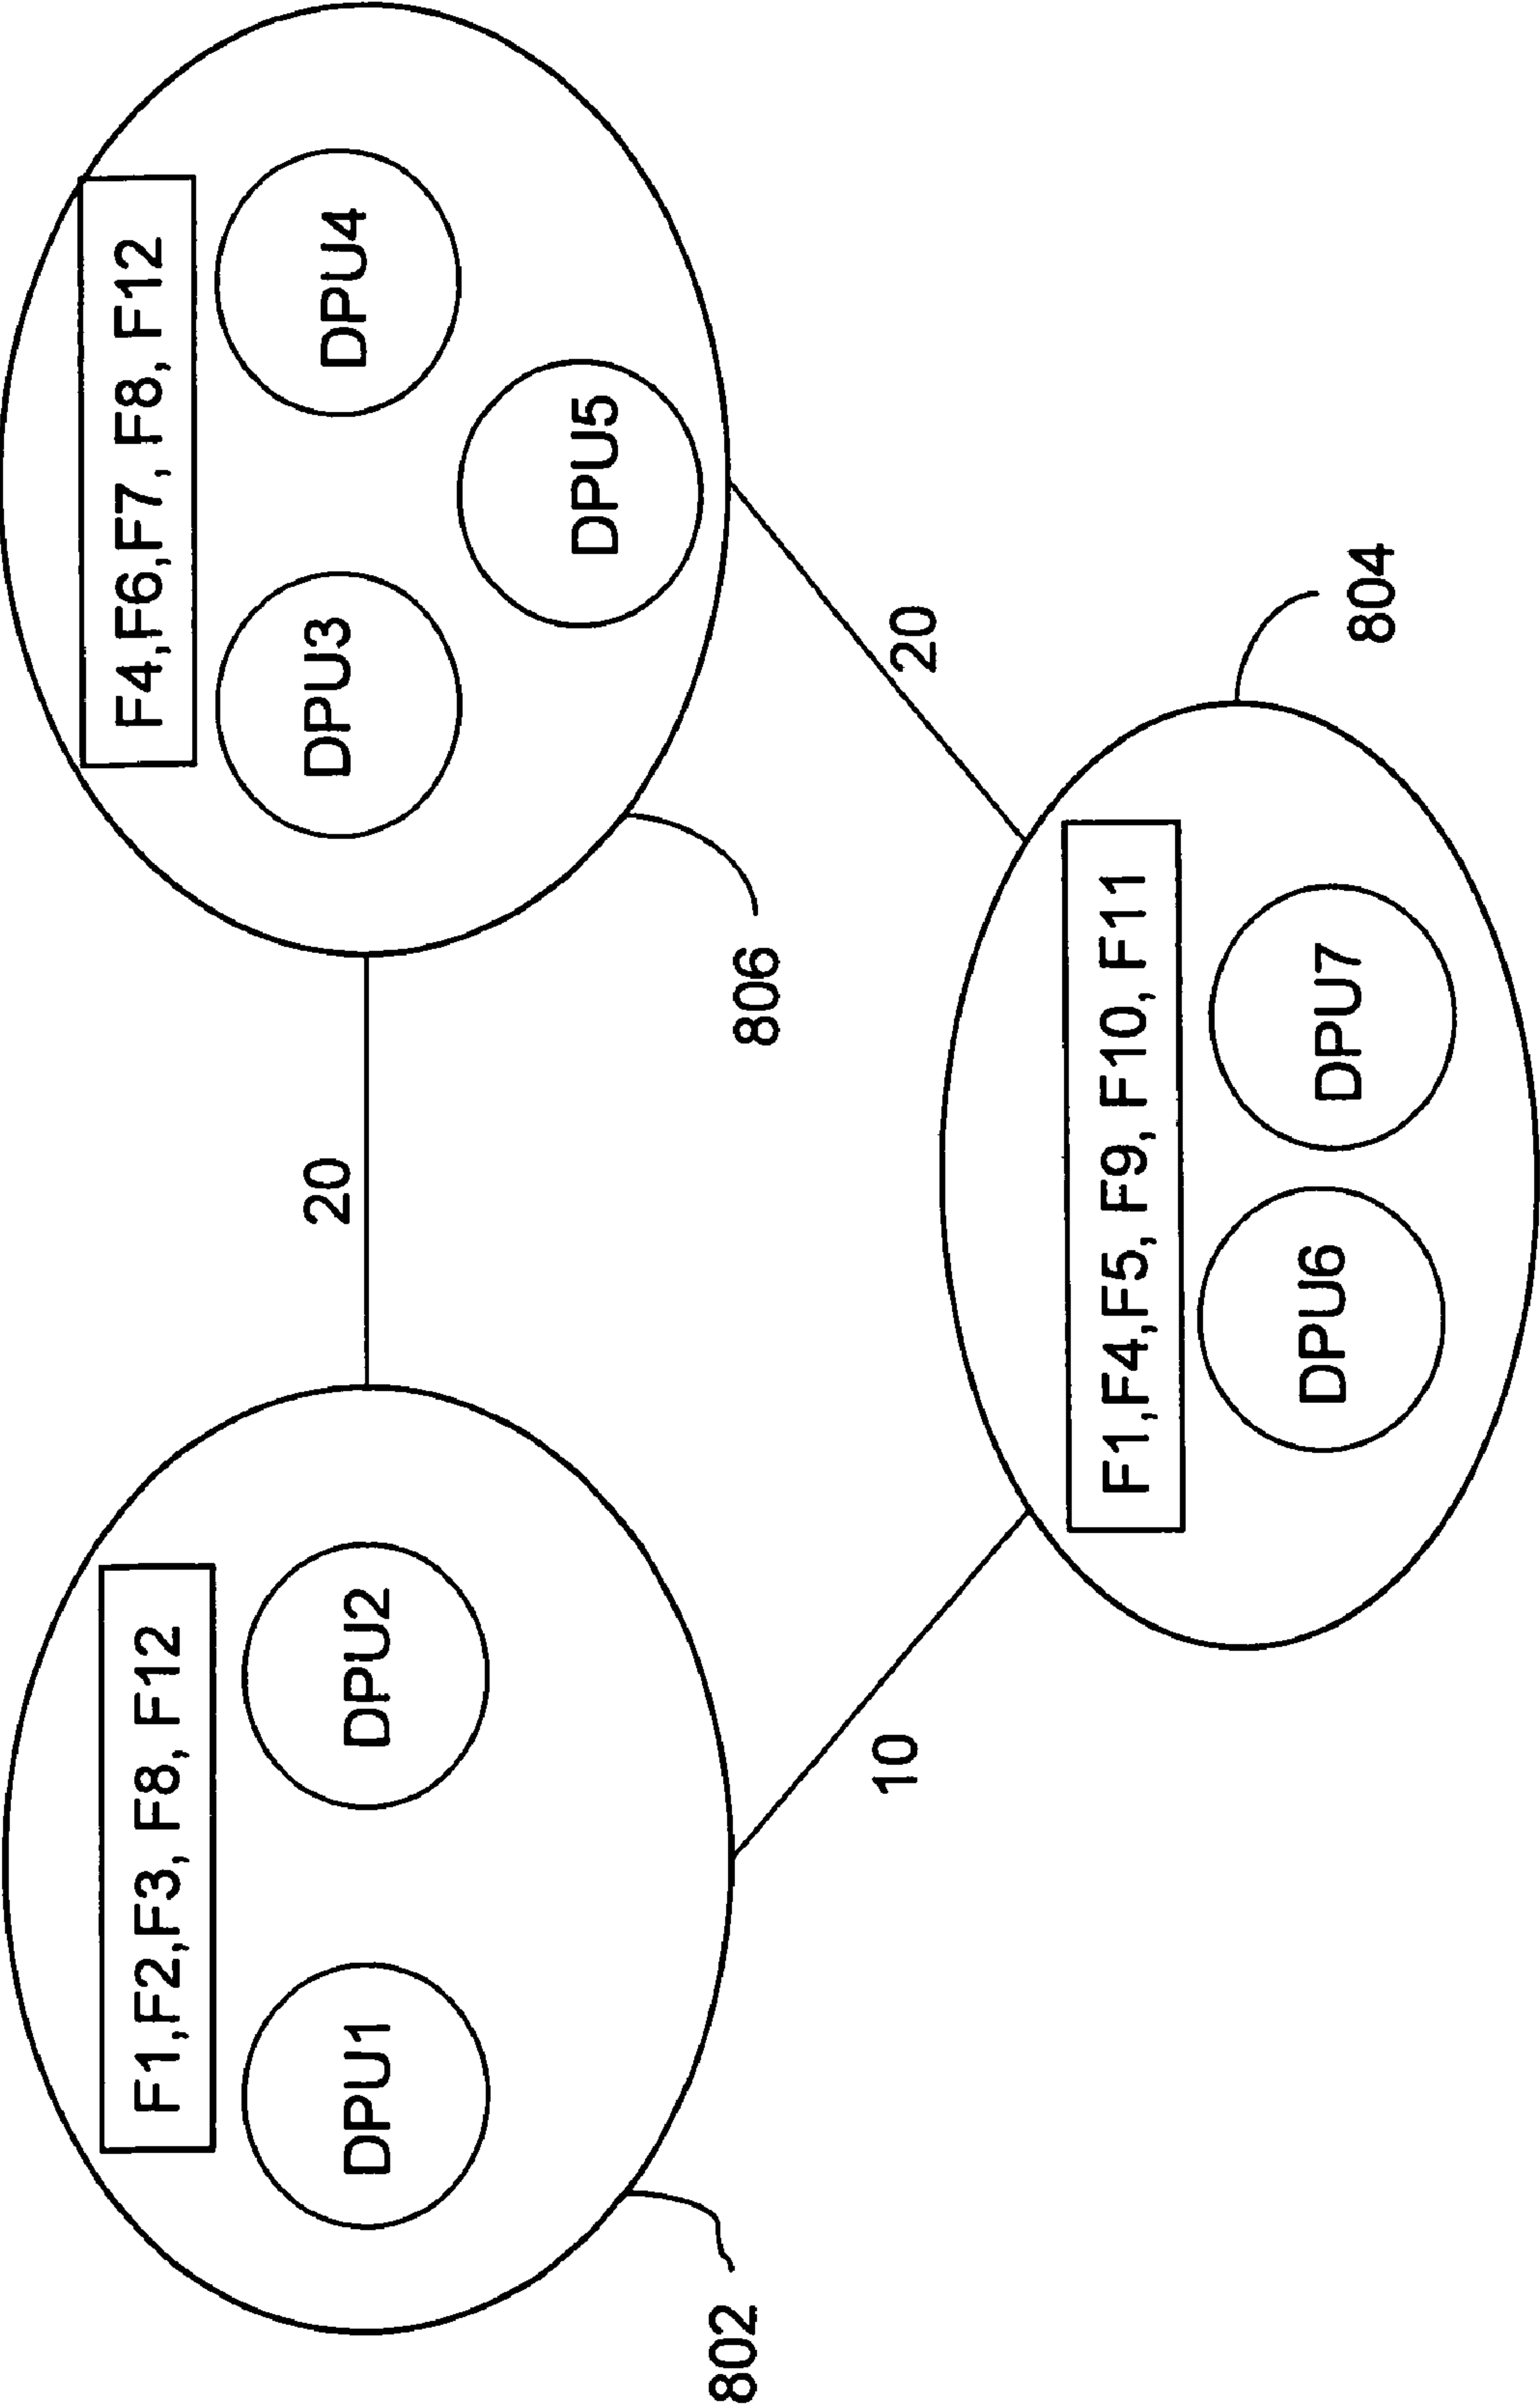 F1,F2,F3, F8, F12
DPU1
DPU2
802
20
F4,F6,F7, F8, F12
DPU3
DPU4
DPU5
806
10
20
F1,F4,F5, F9, F10, F11
DPU6
DPU7
804